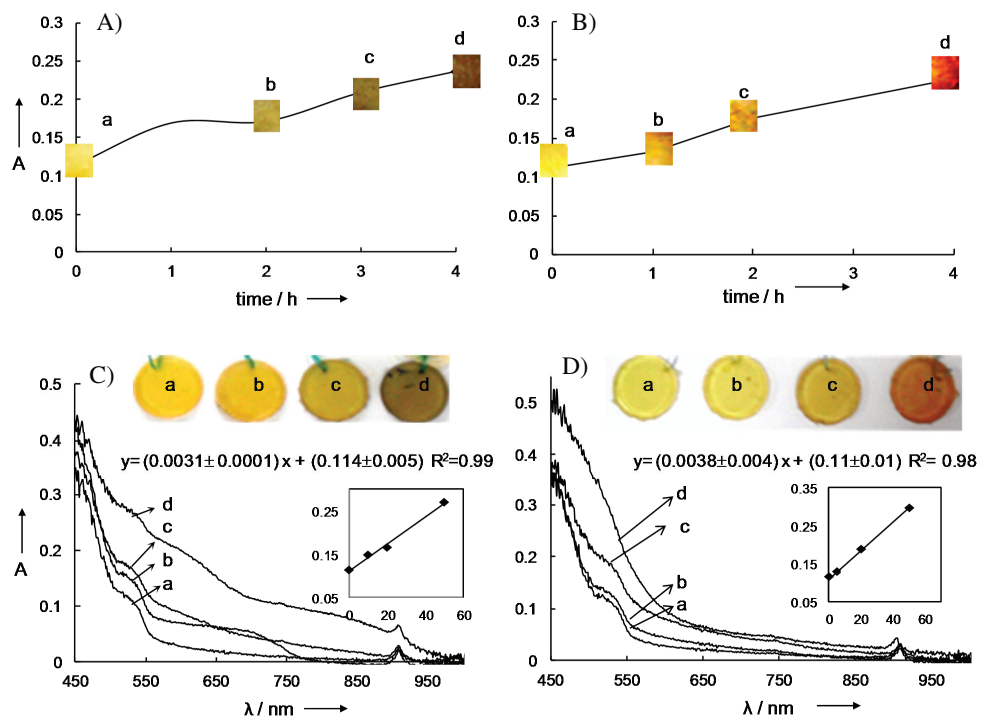 A)
0.3
0.25
0.2
0.15
0.1
0.05
0
A
a
b
c
d
0 1 2 3 4
time / h
B)
0.3
0.25
0.2
0.15
0.1
0.05
0
a
b
c
d
0 1 2 3 4
time / h
C)
a b c d
y=(0.0031±0.0001)x+(0.114±0.005) R²=0.99
0.5
0.4
0.3
0.2
0.1
0
A
d
c
b
a
0.25
0.15
0.05
0 20 40 60
450 550 650 750 850 950
λ / nm
D)
a b c d
y=(0.0038±0.004)x+(0.11±0.01) R²= 0.98
0.5
0.4
0.3
0.2
0.1
0
d
c
b
a
0.35
0.25
0.15
0.05
0 20 40 60
450 550 650 750 850 950
λ / nm